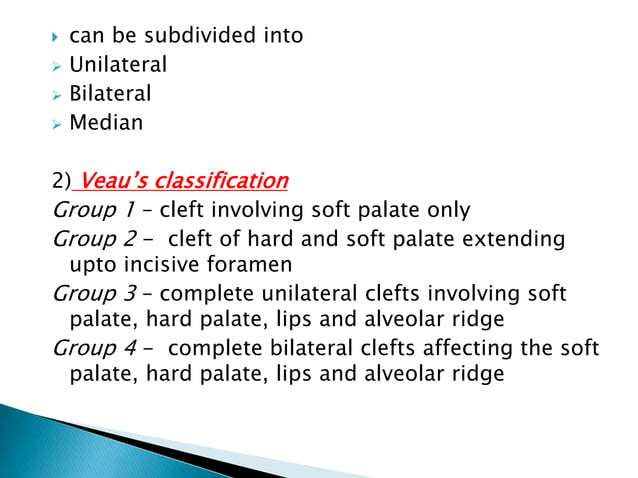 can be subdivided into
Unilateral
Bilateral
Median
2) Veau's classification
Group 1 – cleft involving soft palate only
Group 2 - cleft of hard and soft palate extending
upto incisive foramen
Group 3 – complete unilateral clefts involving soft
palate, hard palate, lips and alveolar ridge
Group 4 - complete bilateral clefts affecting the soft
palate, hard palate, lips and alveolar ridge